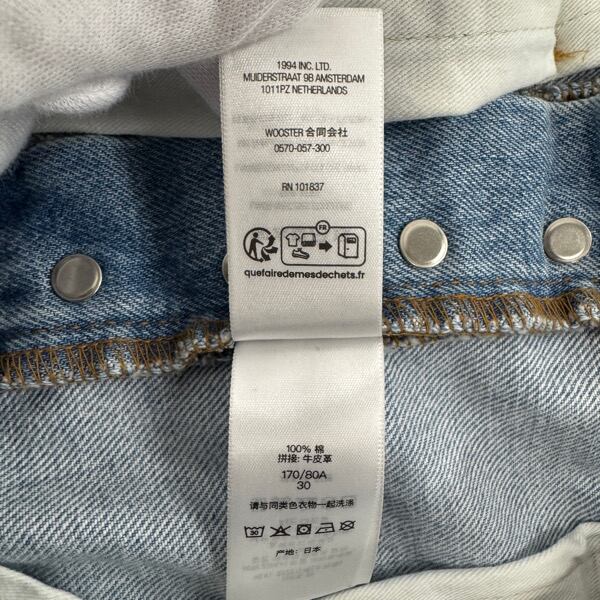 1994 INC. LTD.
MUIDERSTRAAT 9B AMSTERDAM
1011PZ NETHERLANDS
WOOSTER 合同会社
0570-057-300
RN 101837
FR
quefairedemesdechets.fr
100% 棉
拼接: 牛皮革
170/80A
30
请与同类色衣物一起洗涤
30
产地: 日本